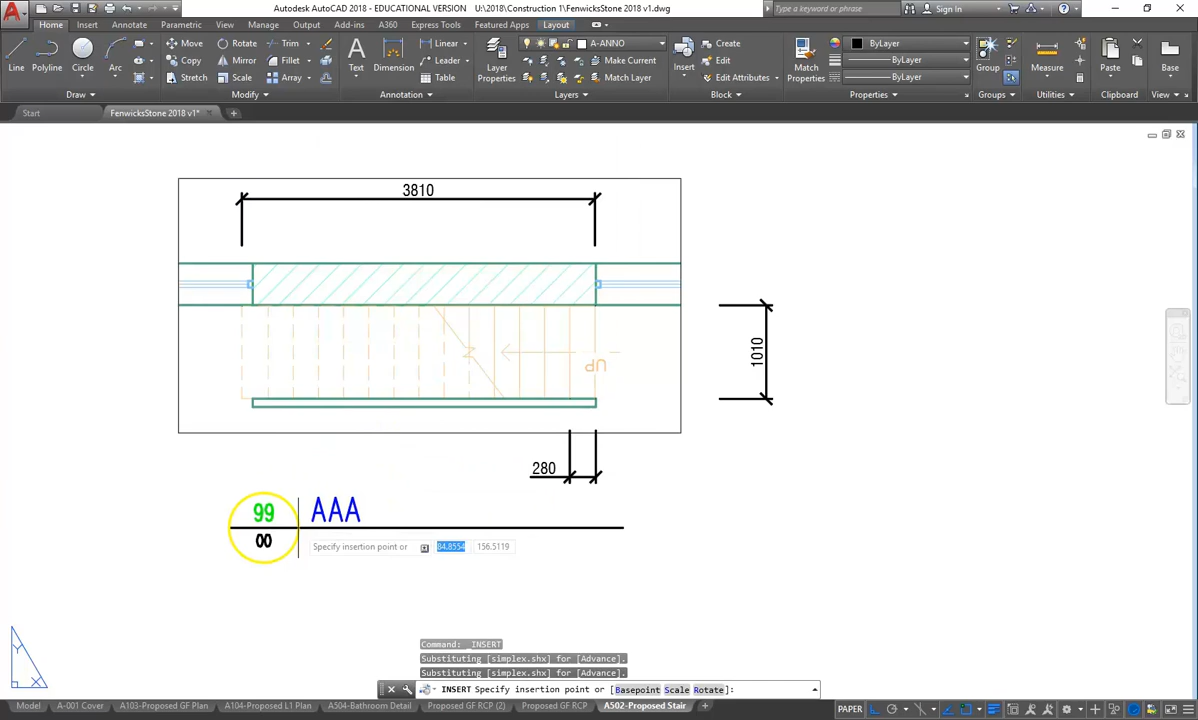 Autodesk AutoCAD 2018 - EDUCATIONAL VERSION U:\2018\Construction 1\FenwicksStone 2018 v1.dwg
Type a keyword or phrase
Sign In
Home Insert Annotate Parametric View Manage Output Add-ins A360 Express Tools Featured Apps Layout
Line Polyline Circle Arc
Move Rotate Trim
Copy Mirror Fillet
Stretch Scale Array
Text Dimension
Linear
Leader
Table
Layer Properties
A-ANNO
Make Current
Match Layer
Insert
Create
Edit
Edit Attributes
Match Properties
ByLayer
ByLayer
ByLayer
Group
Measure
Paste
Base
Draw Modify Annotation Layers Block Properties Groups Utilities Clipboard View
Start FenwicksStone 2018 v1*
3810
1010
UP
280
99 AAA
00
Specify insertion point or 84.8554 156.5119
Y
X
Command: _INSERT
Substituting [simplex.shx] for [Advance].
Substituting [simplex.shx] for [Advance].
INSERT Specify insertion point or [Basepoint Scale Rotate]:
Model A-001 Cover A103-Proposed GF Plan A104-Proposed L1 Plan A504-Bathroom Detail Proposed GF RCP (2) Proposed GF RCP A502-Proposed Stair
PAPER